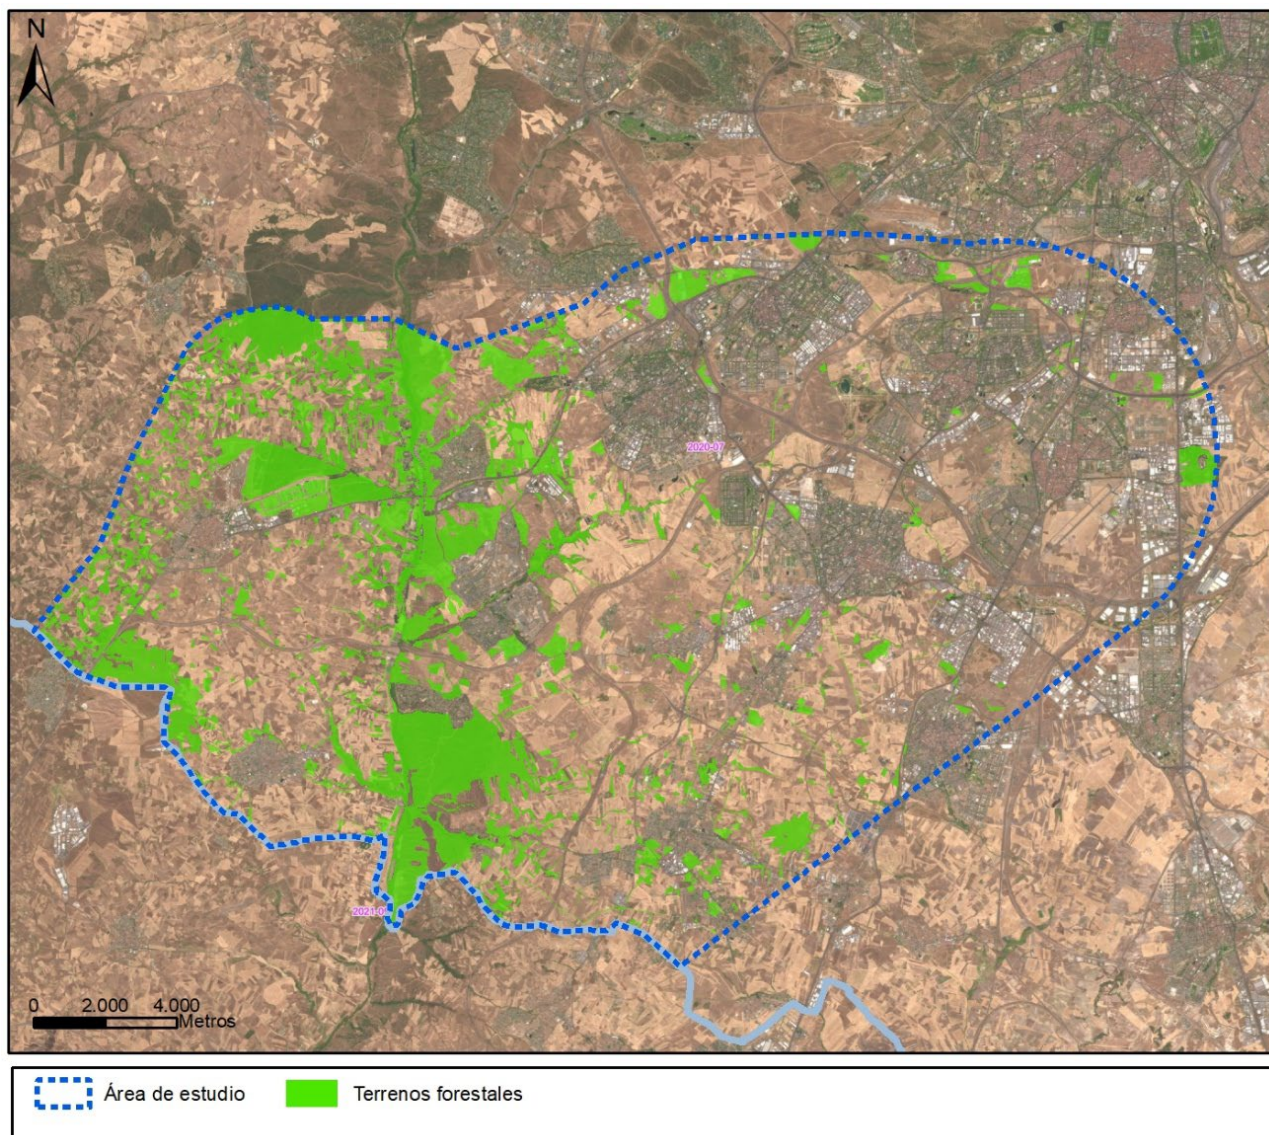 N
2020-07
2021-0
0 2.000 4.000
Metros
Área de estudio
Terrenos forestales